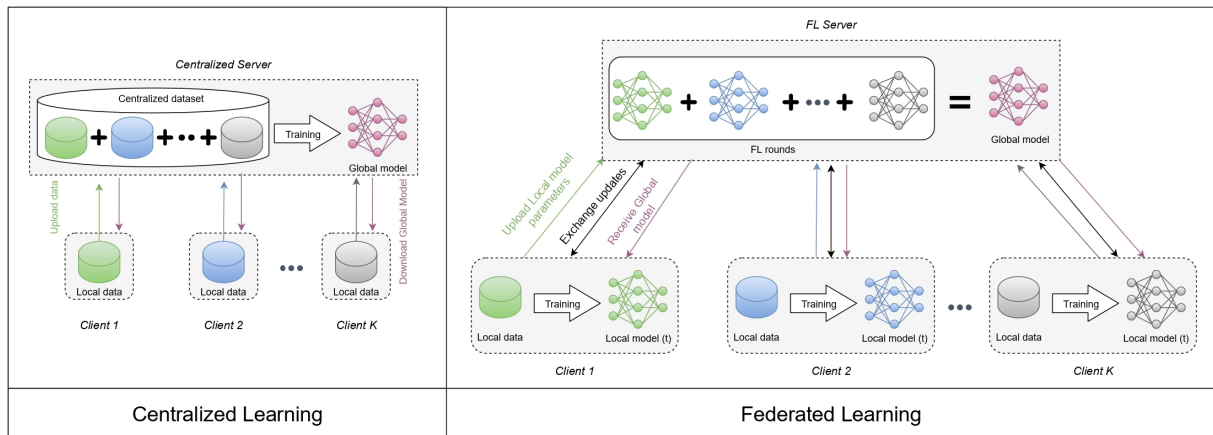 Centralized Server
Centralized dataset
Training
Global model
Upload data
Download Global Model
Local data
Local data
Local data
Client 1
Client 2
Client K
Centralized Learning
FL Server
FL rounds
Global model
Upload Local model
parameters
Exchange updates
Receive Global
model
Local data
Training
Local model (t)
Local data
Training
Local model (t)
Local data
Training
Local model (t)
Client 1
Client 2
Client K
Federated Learning